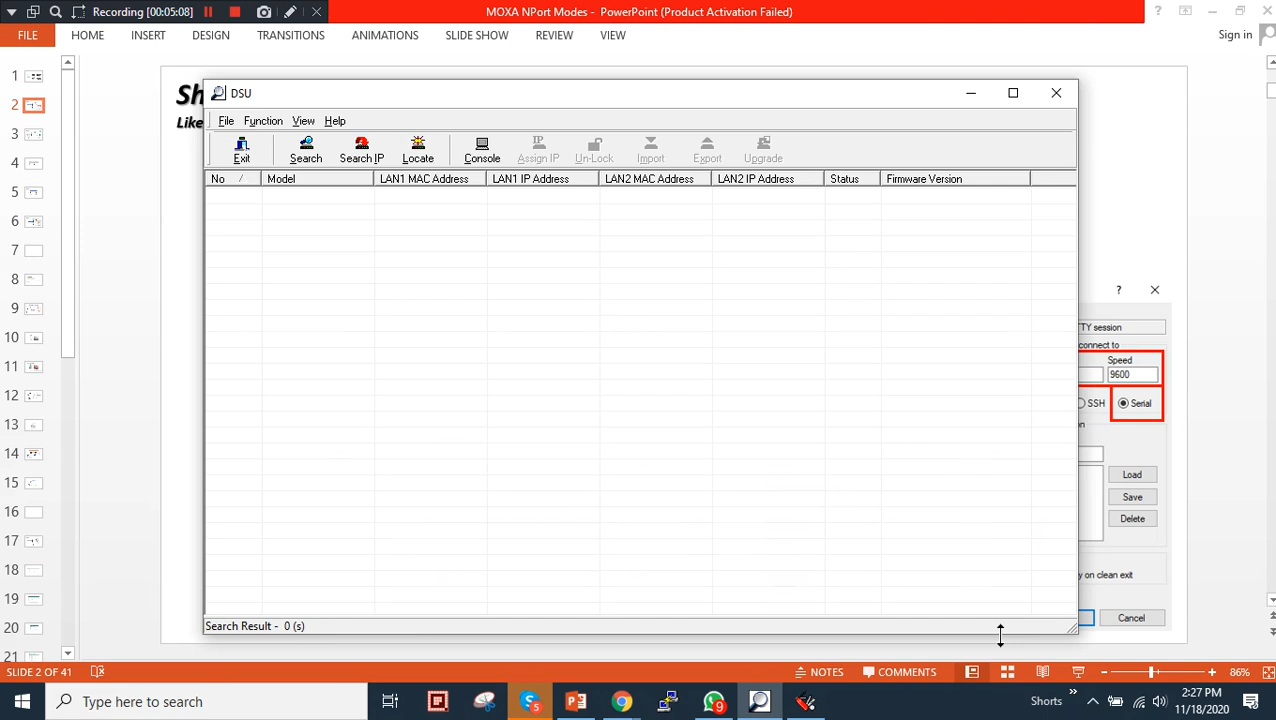 Recording [00:05:08]
MOXA NPort Modes - PowerPoint (Product Activation Failed)
FILE HOME INSERT DESIGN TRANSITIONS ANIMATIONS SLIDE SHOW REVIEW VIEW Sign in
Sh
Like
DSU
File Function View Help
Exit Search Search IP Locate Console Assign IP Un-Lock Import Export Upgrade
No Model LAN1 MAC Address LAN1 IP Address LAN2 MAC Address LAN2 IP Address Status Firmware Version
1
2
3
4
5
6
7
8
9
10
11
12
13
14
15
16
17
18
19
20
21
TTY session
connect to
Speed
9600
SSH Serial
on
Load
Save
Delete
y on clean exit
Cancel
Search Result - 0 (s)
SLIDE 2 OF 41 NOTES COMMENTS 86%
Type here to search
5
9
Shorts
2:27 PM
11/18/2020